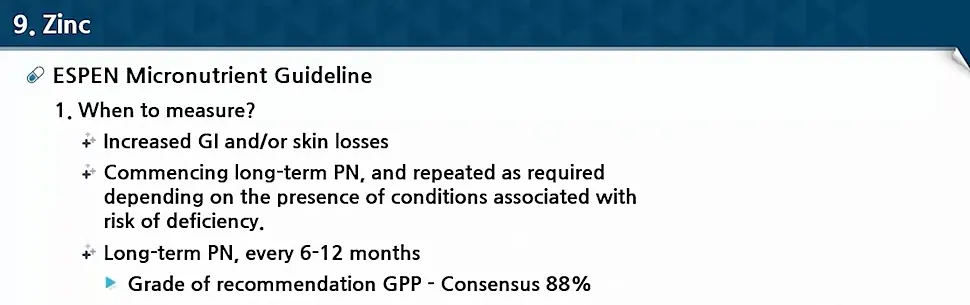 9. Zinc
ESPEN Micronutrient Guideline
1. When to measure?
Increased GI and/or skin losses
Commencing long-term PN, and repeated as required
depending on the presence of conditions associated with
risk of deficiency.
Long-term PN, every 6-12 months
Grade of recommendation GPP - Consensus 88%